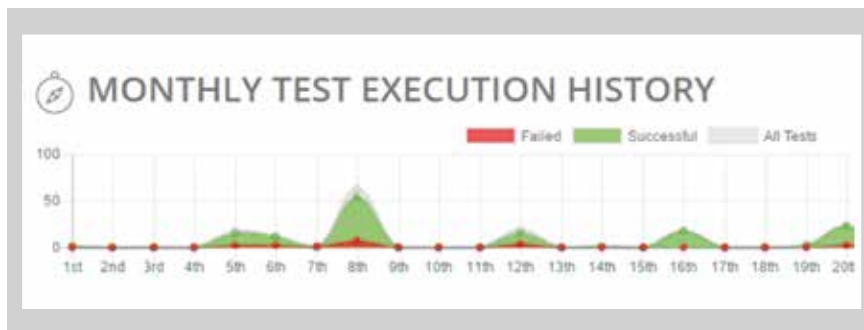 MONTHLY TEST EXECUTION HISTORY
Failed Successful All Tests
100
50
0
1st 2nd 3rd 4th 5th 6th 7th 8th 9th 10th 11th 12th 13th 14th 15th 16th 17th 18th 19th 20t